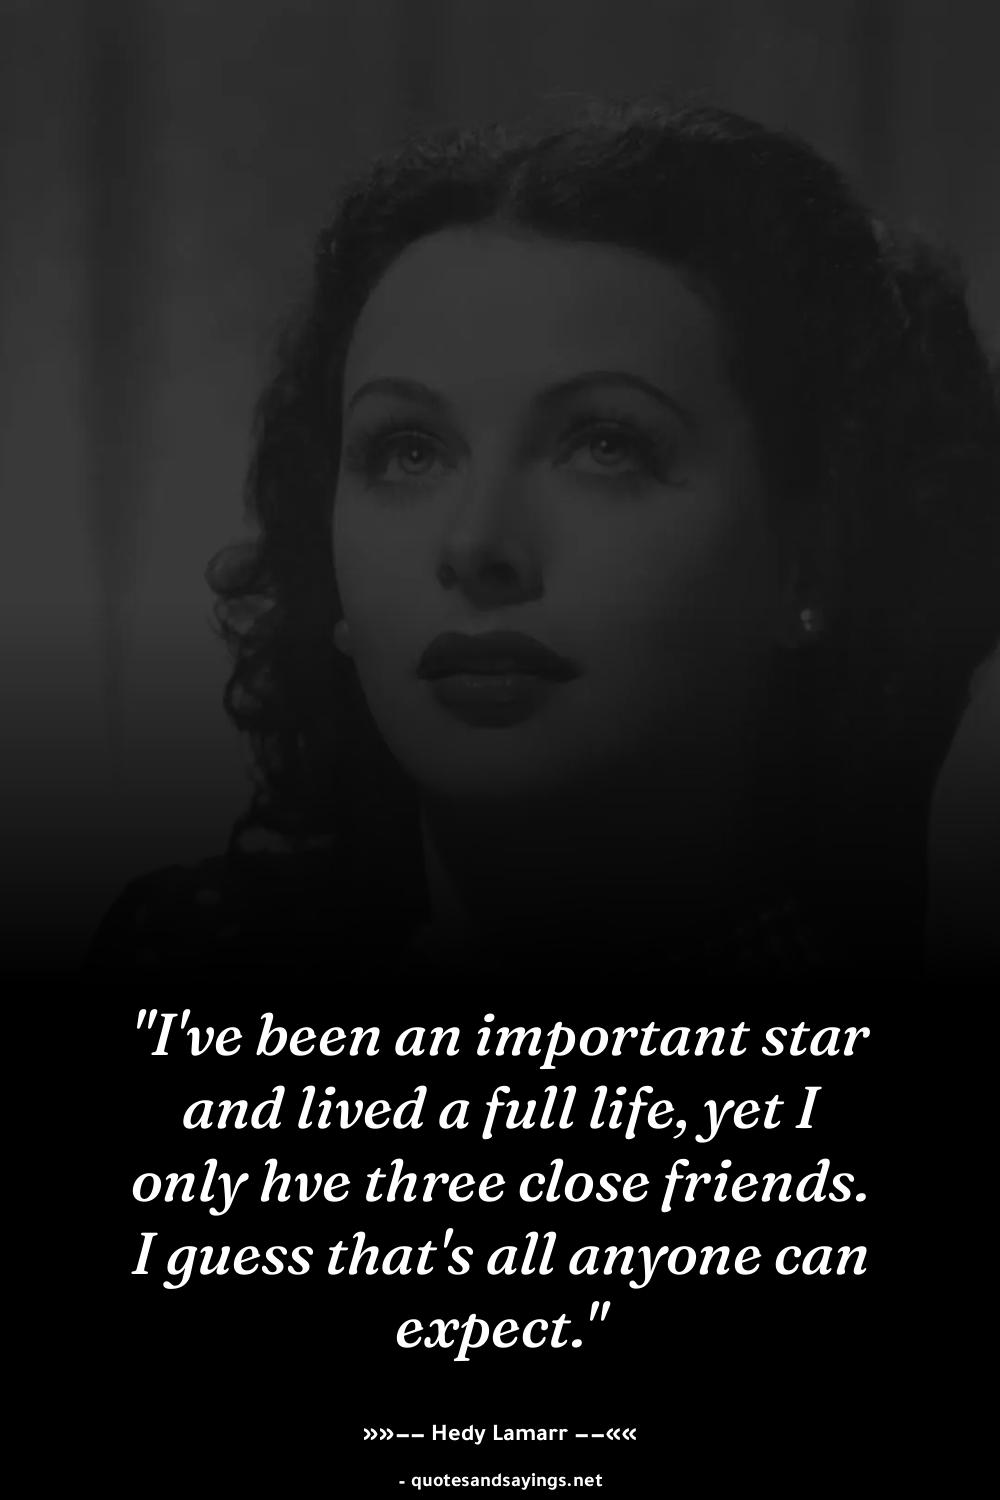 "I've been an important star
and lived a full life, yet I
only hve three close friends.
I guess that's all anyone can
expect."
»»–– Hedy Lamarr ––««
- quotesandsayings.net